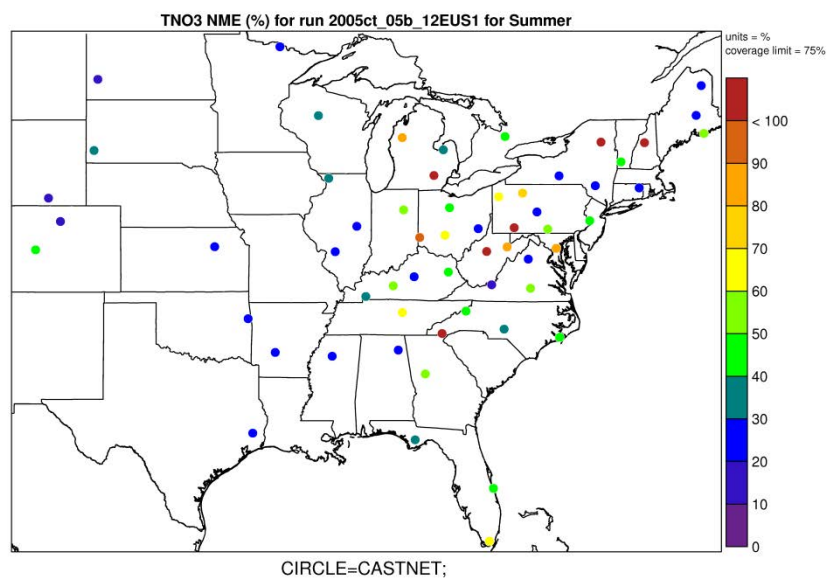 TNO3 NME (%) for run 2005ct_05b_12EUS1 for Summer
units = %
coverage limit = 75%
< 100
90
80
70
60
50
40
30
20
10
0
CIRCLE=CASTNET;